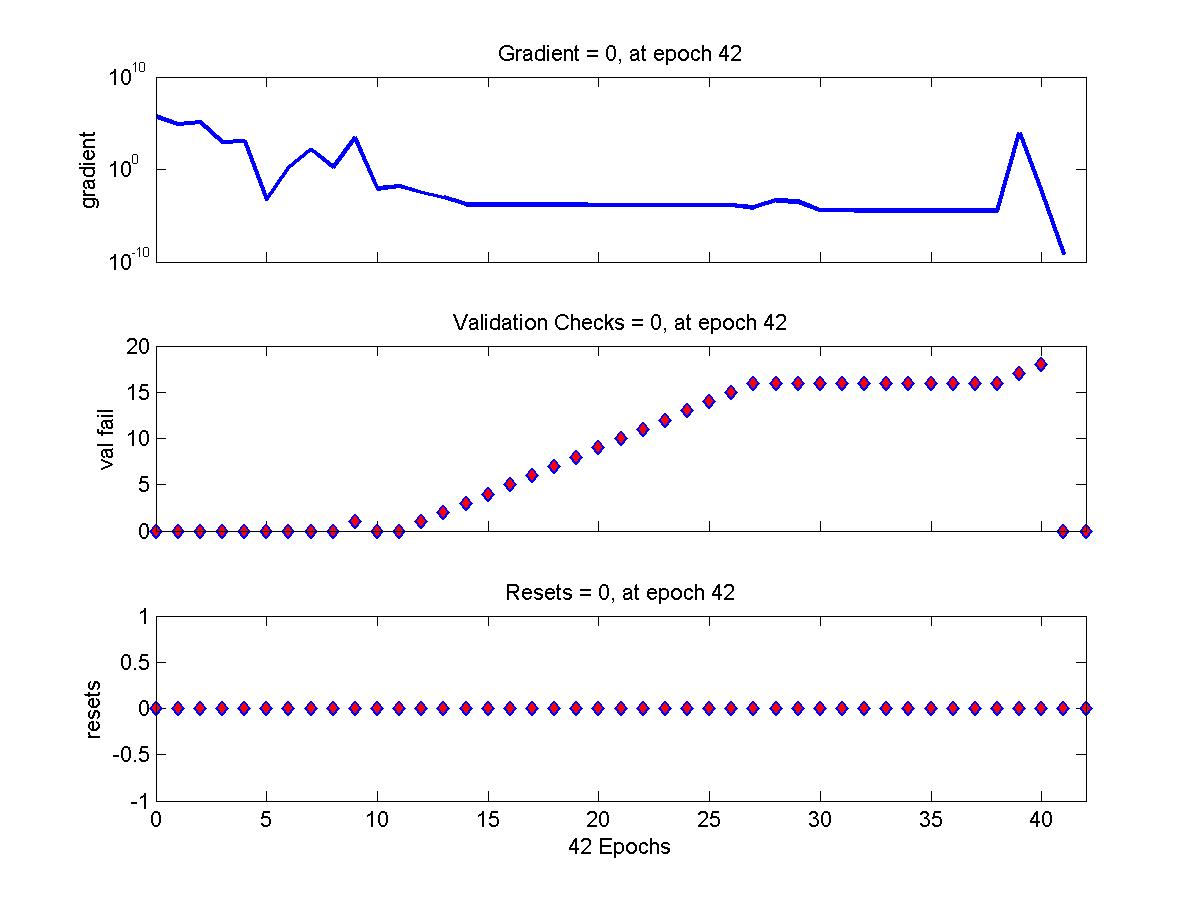 Gradient = 0, at epoch 42
10^10
10^0
10^-10
gradient
Validation Checks = 0, at epoch 42
20
15
10
5
0
val fail
Resets = 0, at epoch 42
1
0.5
0
-0.5
-1
resets
0 5 10 15 20 25 30 35 40
42 Epochs